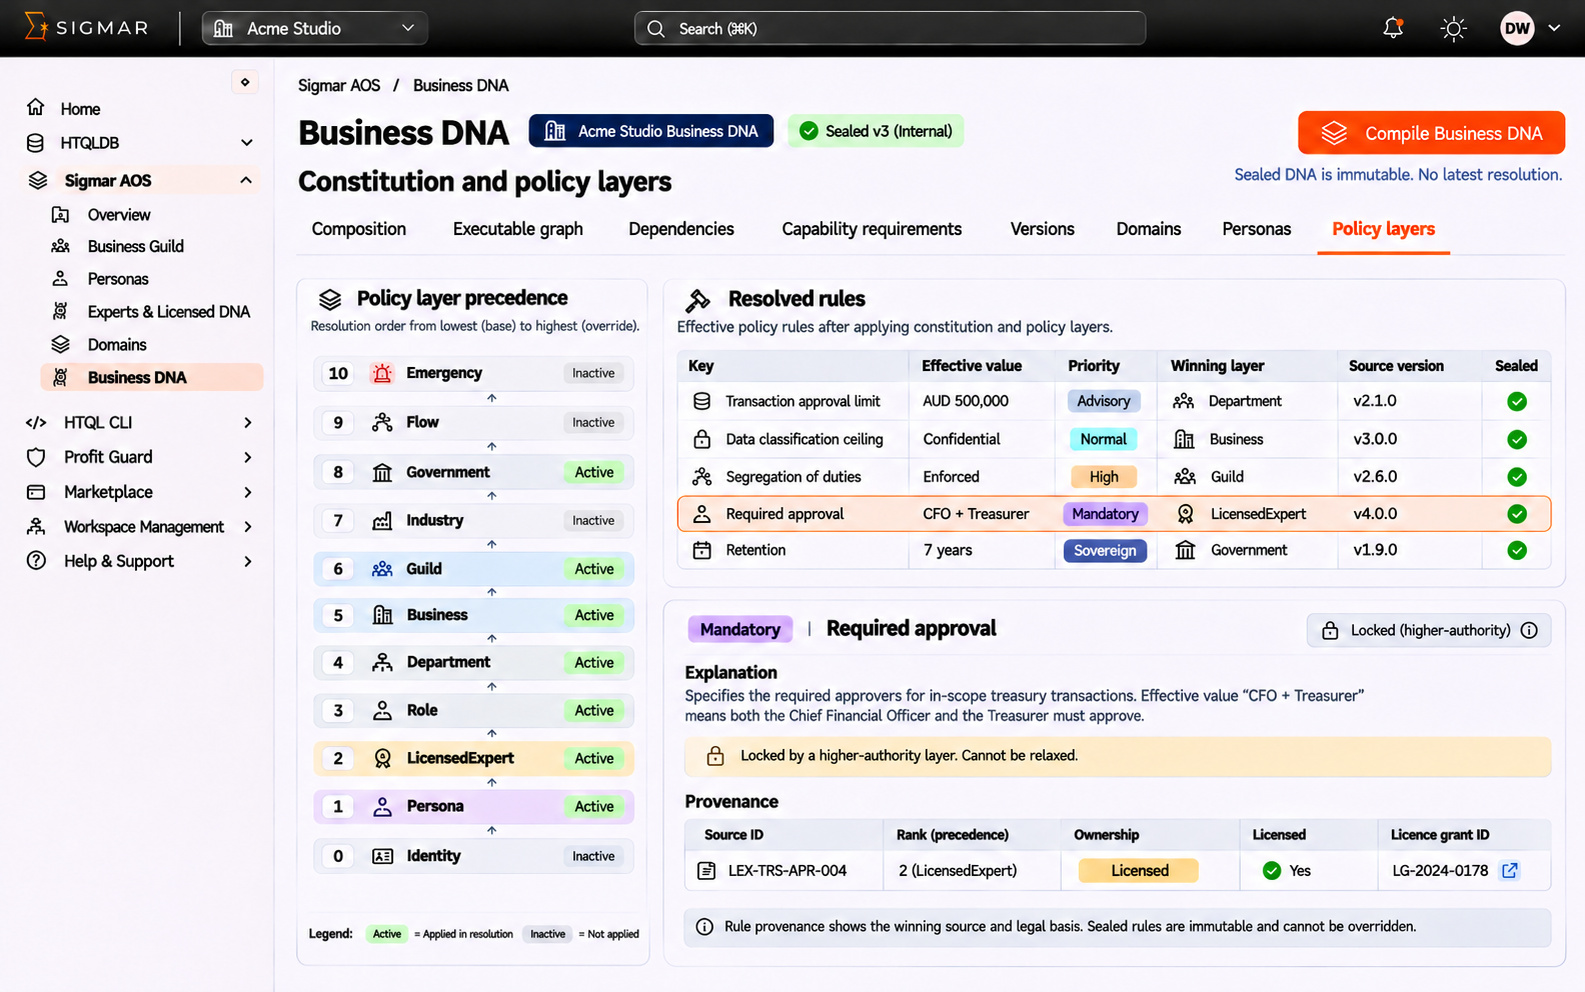 SIGMAR
Acme Studio
Search (⌘K)
DW
Home
HTQLDB
Sigmar AOS
Overview
Business Guild
Personas
Experts & Licensed DNA
Domains
Business DNA
HTQL CLI
Profit Guard
Marketplace
Workspace Management
Help & Support
Sigmar AOS / Business DNA
Business DNA
Acme Studio Business DNA
Sealed v3 (Internal)
Compile Business DNA
Sealed DNA is immutable. No latest resolution.
Constitution and policy layers
Composition Executable graph Dependencies Capability requirements Versions Domains Personas Policy layers
Policy layer precedence
Resolution order from lowest (base) to highest (override).
10 Emergency Inactive
9 Flow Inactive
8 Government Active
7 Industry Inactive
6 Guild Active
5 Business Active
4 Department Active
3 Role Active
2 LicensedExpert Active
1 Persona Active
0 Identity Inactive
Legend: Active = Applied in resolution Inactive = Not applied
Resolved rules
Effective policy rules after applying constitution and policy layers.
Key Effective value Priority Winning layer Source version Sealed
Transaction approval limit AUD 500,000 Advisory Department v2.1.0
Data classification ceiling Confidential Normal Business v3.0.0
Segregation of duties Enforced High Guild v2.6.0
Required approval CFO + Treasurer Mandatory LicensedExpert v4.0.0
Retention 7 years Sovereign Government v1.9.0
Mandatory | Required approval
Locked (higher-authority)
Explanation
Specifies the required approvers for in-scope treasury transactions. Effective value “CFO + Treasurer”
means both the Chief Financial Officer and the Treasurer must approve.
Locked by a higher-authority layer. Cannot be relaxed.
Provenance
Source ID Rank (precedence) Ownership Licensed Licence grant ID
LEX-TRS-APR-004 2 (LicensedExpert) Licensed Yes LG-2024-0178
Rule provenance shows the winning source and legal basis. Sealed rules are immutable and cannot be overridden.